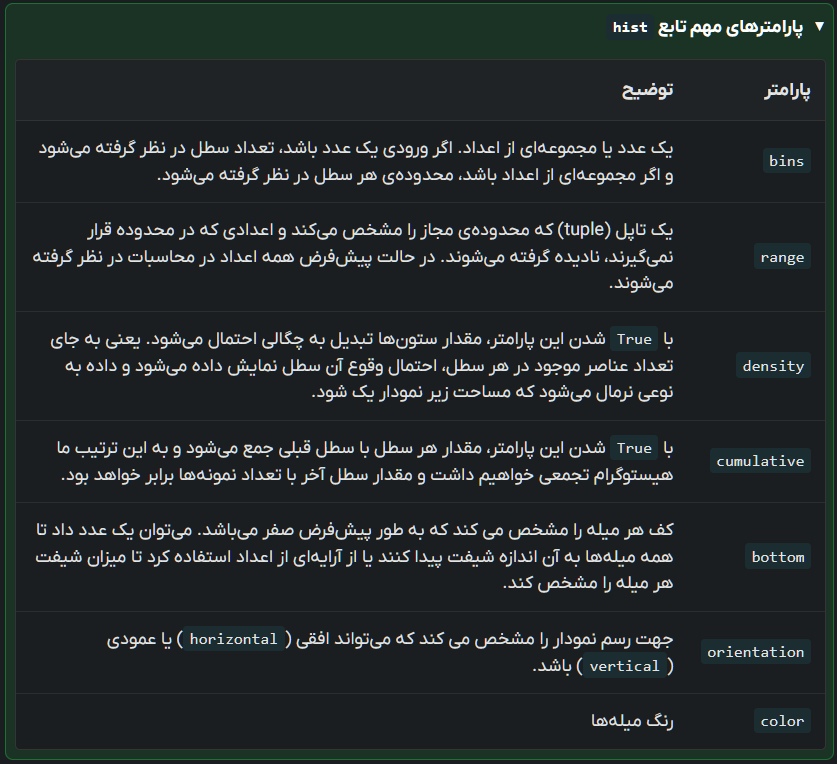 ▼ پارامترهای مهم تابع hist
پارامتر توضیح
bins یک عدد یا مجموعه‌ای از اعداد. اگر ورودی یک عدد باشد، تعداد سطل در نظر گرفته می‌شود
و اگر مجموعه‌ای از اعداد باشد، محدوده‌ی هر سطل در نظر گرفته می‌شود.
یک تاپل (tuple) که محدوده‌ی مجاز را مشخص می‌کند و اعدادی که در محدوده قرار
range نمی‌گیرند، نادیده گرفته می‌شوند. در حالت پیش‌فرض همه اعداد در محاسبات در نظر گرفته
می‌شوند.
با True شدن این پارامتر، مقدار ستون‌ها تبدیل به چگالی احتمال می‌شود. یعنی به جای
density تعداد عناصر موجود در هر سطل، احتمال وقوع آن سطل نمایش داده می‌شود و داده به
نوعی نرمال می‌شود که مساحت زیر نمودار یک شود.
cumulative با True شدن این پارامتر، مقدار هر سطل با سطل قبلی جمع می‌شود و به این ترتیب ما
هیستوگرام تجمعی خواهیم داشت و مقدار سطل آخر با تعداد نمونه‌ها برابر خواهد بود.
کف هر میله را مشخص می کند که به طور پیش‌فرض صفر می‌باشد. می‌توان یک عدد داد تا
bottom همه میله‌ها به آن اندازه شیفت پیدا کنند یا از آرایه‌ای از اعداد استفاده کرد تا میزان شیفت
هر میله را مشخص کند.
orientation جهت رسم نمودار را مشخص می کند که می‌تواند افقی (horizontal) یا عمودی
(vertical) باشد.
color رنگ میله‌ها